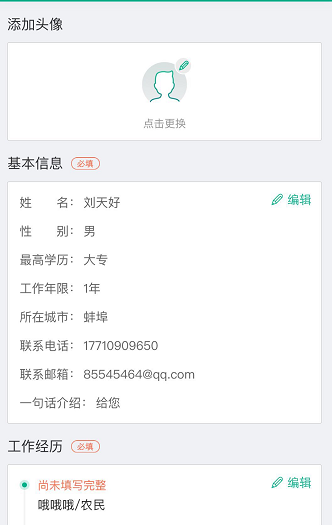 添加头像
点击更换
基本信息 必填
编辑
姓 名： 刘天好
性 别： 男
最高学历： 大专
工作年限： 1年
所在城市： 蚌埠
联系电话： 17710909650
联系邮箱： 85545464@qq.com
一句话介绍： 给您
工作经历 必填
尚未填写完整 编辑
哦哦哦/农民